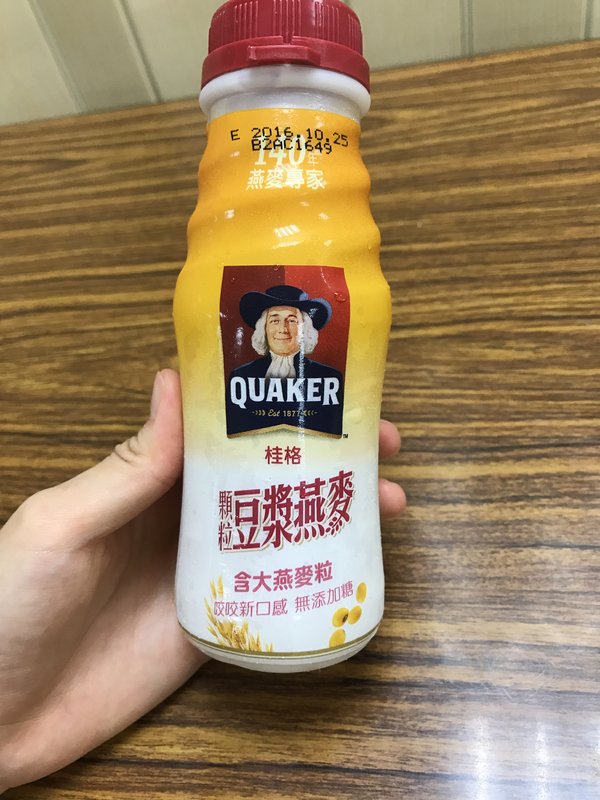 E 2016.10.25
B2AC1649
140年
燕麥專家
QUAKER
Est 1877
TM
桂格
顆粒豆漿燕麥
含大燕麥粒
咬咬新口感 無添加糖